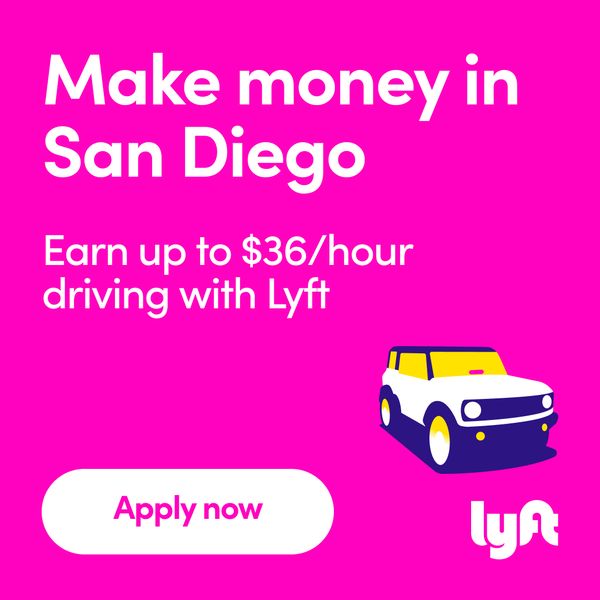 Make money in
San Diego
Earn up to $36/hour
driving with Lyft
Apply now
lyft